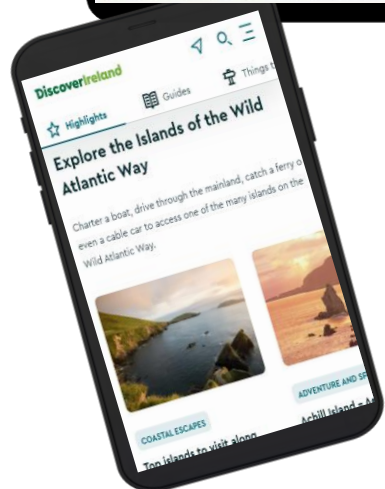 DiscoverIreland
Highlights
Guides
Things t
Explore the Islands of the Wild
Atlantic Way
Charter a boat, drive through the mainland, catch a ferry o
even a cable car to access one of the many islands on the
Wild Atlantic Way.
COASTAL ESCAPES
Top islands to visit along
ADVENTURE AND SP
Achill Island – A